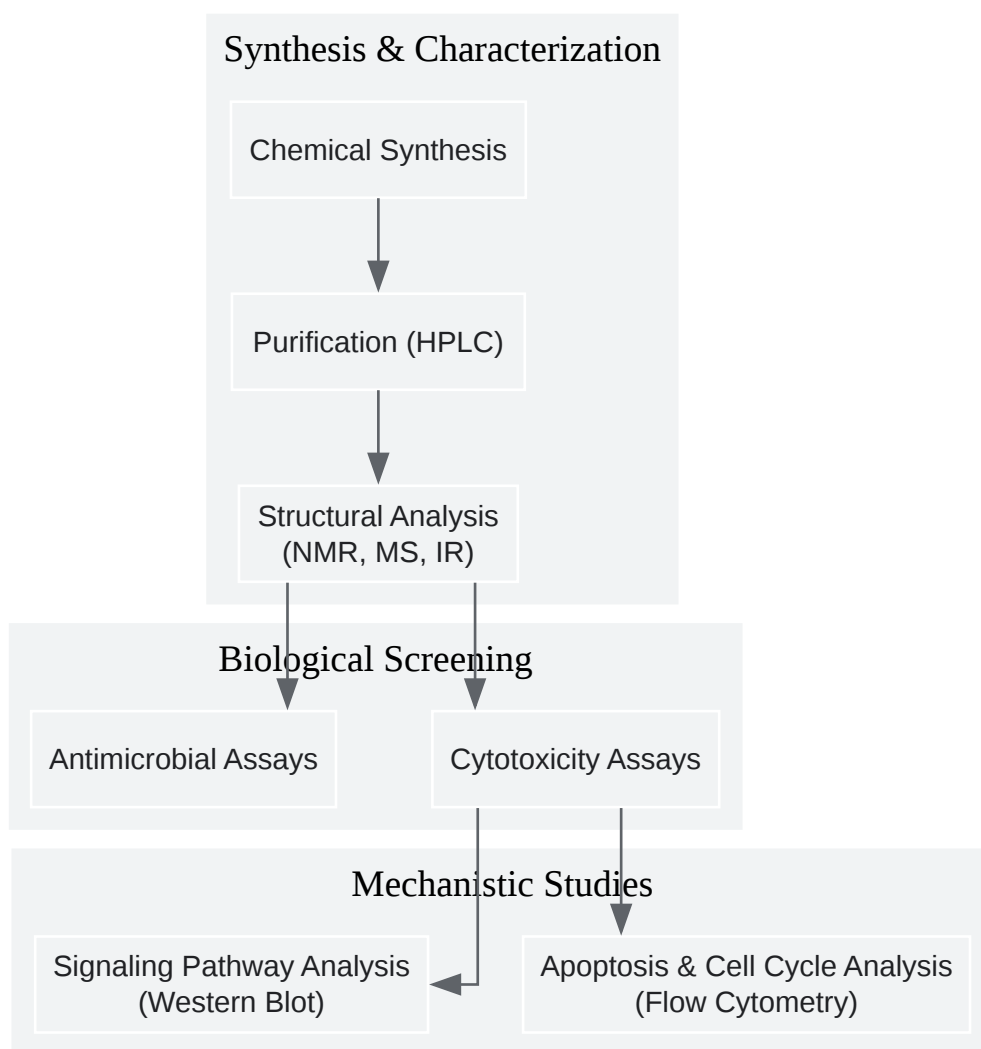 Synthesis & Characterization
Chemical Synthesis
Purification (HPLC)
Structural Analysis
(NMR, MS, IR)
Biological Screening
Antimicrobial Assays
Cytotoxicity Assays
Mechanistic Studies
Signaling Pathway Analysis
(Western Blot)
Apoptosis & Cell Cycle Analysis
(Flow Cytometry)